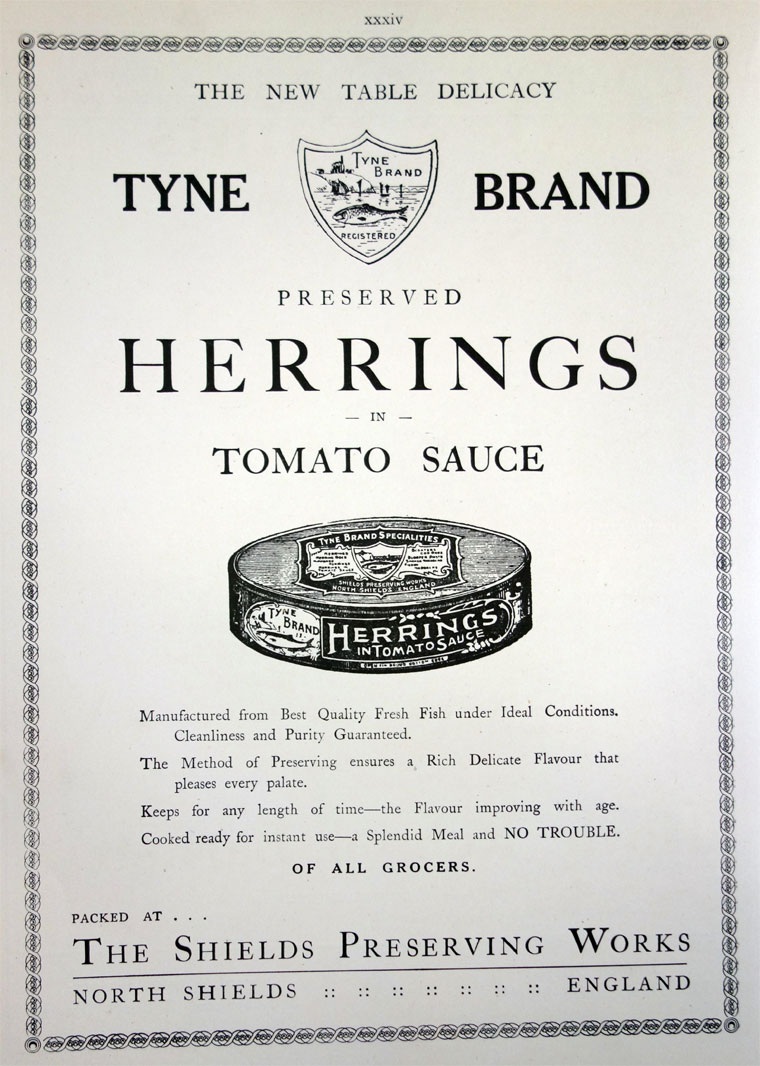 xxxiv
THE NEW TABLE DELICACY
TYNE BRAND
TYNE
BRAND
REGISTERED
PRESERVED
HERRINGS
— IN —
TOMATO SAUCE
TYNE BRAND SPECIALITIES
SHIELDS PRESERVING WORKS
NORTH SHIELDS ENGLAND
TYNE
BRAND
HERRINGS
IN TOMATO SAUCE
Manufactured from Best Quality Fresh Fish under Ideal Conditions.
Cleanliness and Purity Guaranteed.
The Method of Preserving ensures a Rich Delicate Flavour that
pleases every palate.
Keeps for any length of time—the Flavour improving with age.
Cooked ready for instant use—a Splendid Meal and NO TROUBLE.
OF ALL GROCERS.
PACKED AT . . .
THE SHIELDS PRESERVING WORKS
NORTH SHIELDS :: :: :: :: :: :: :: ENGLAND